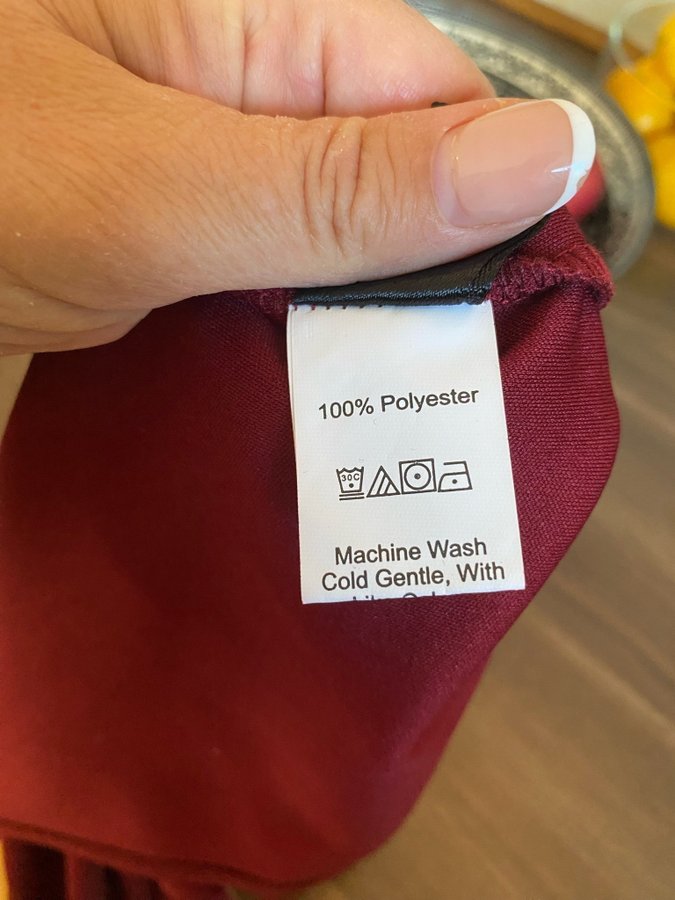 100% Polyester
30C
Machine Wash
Cold Gentle, With